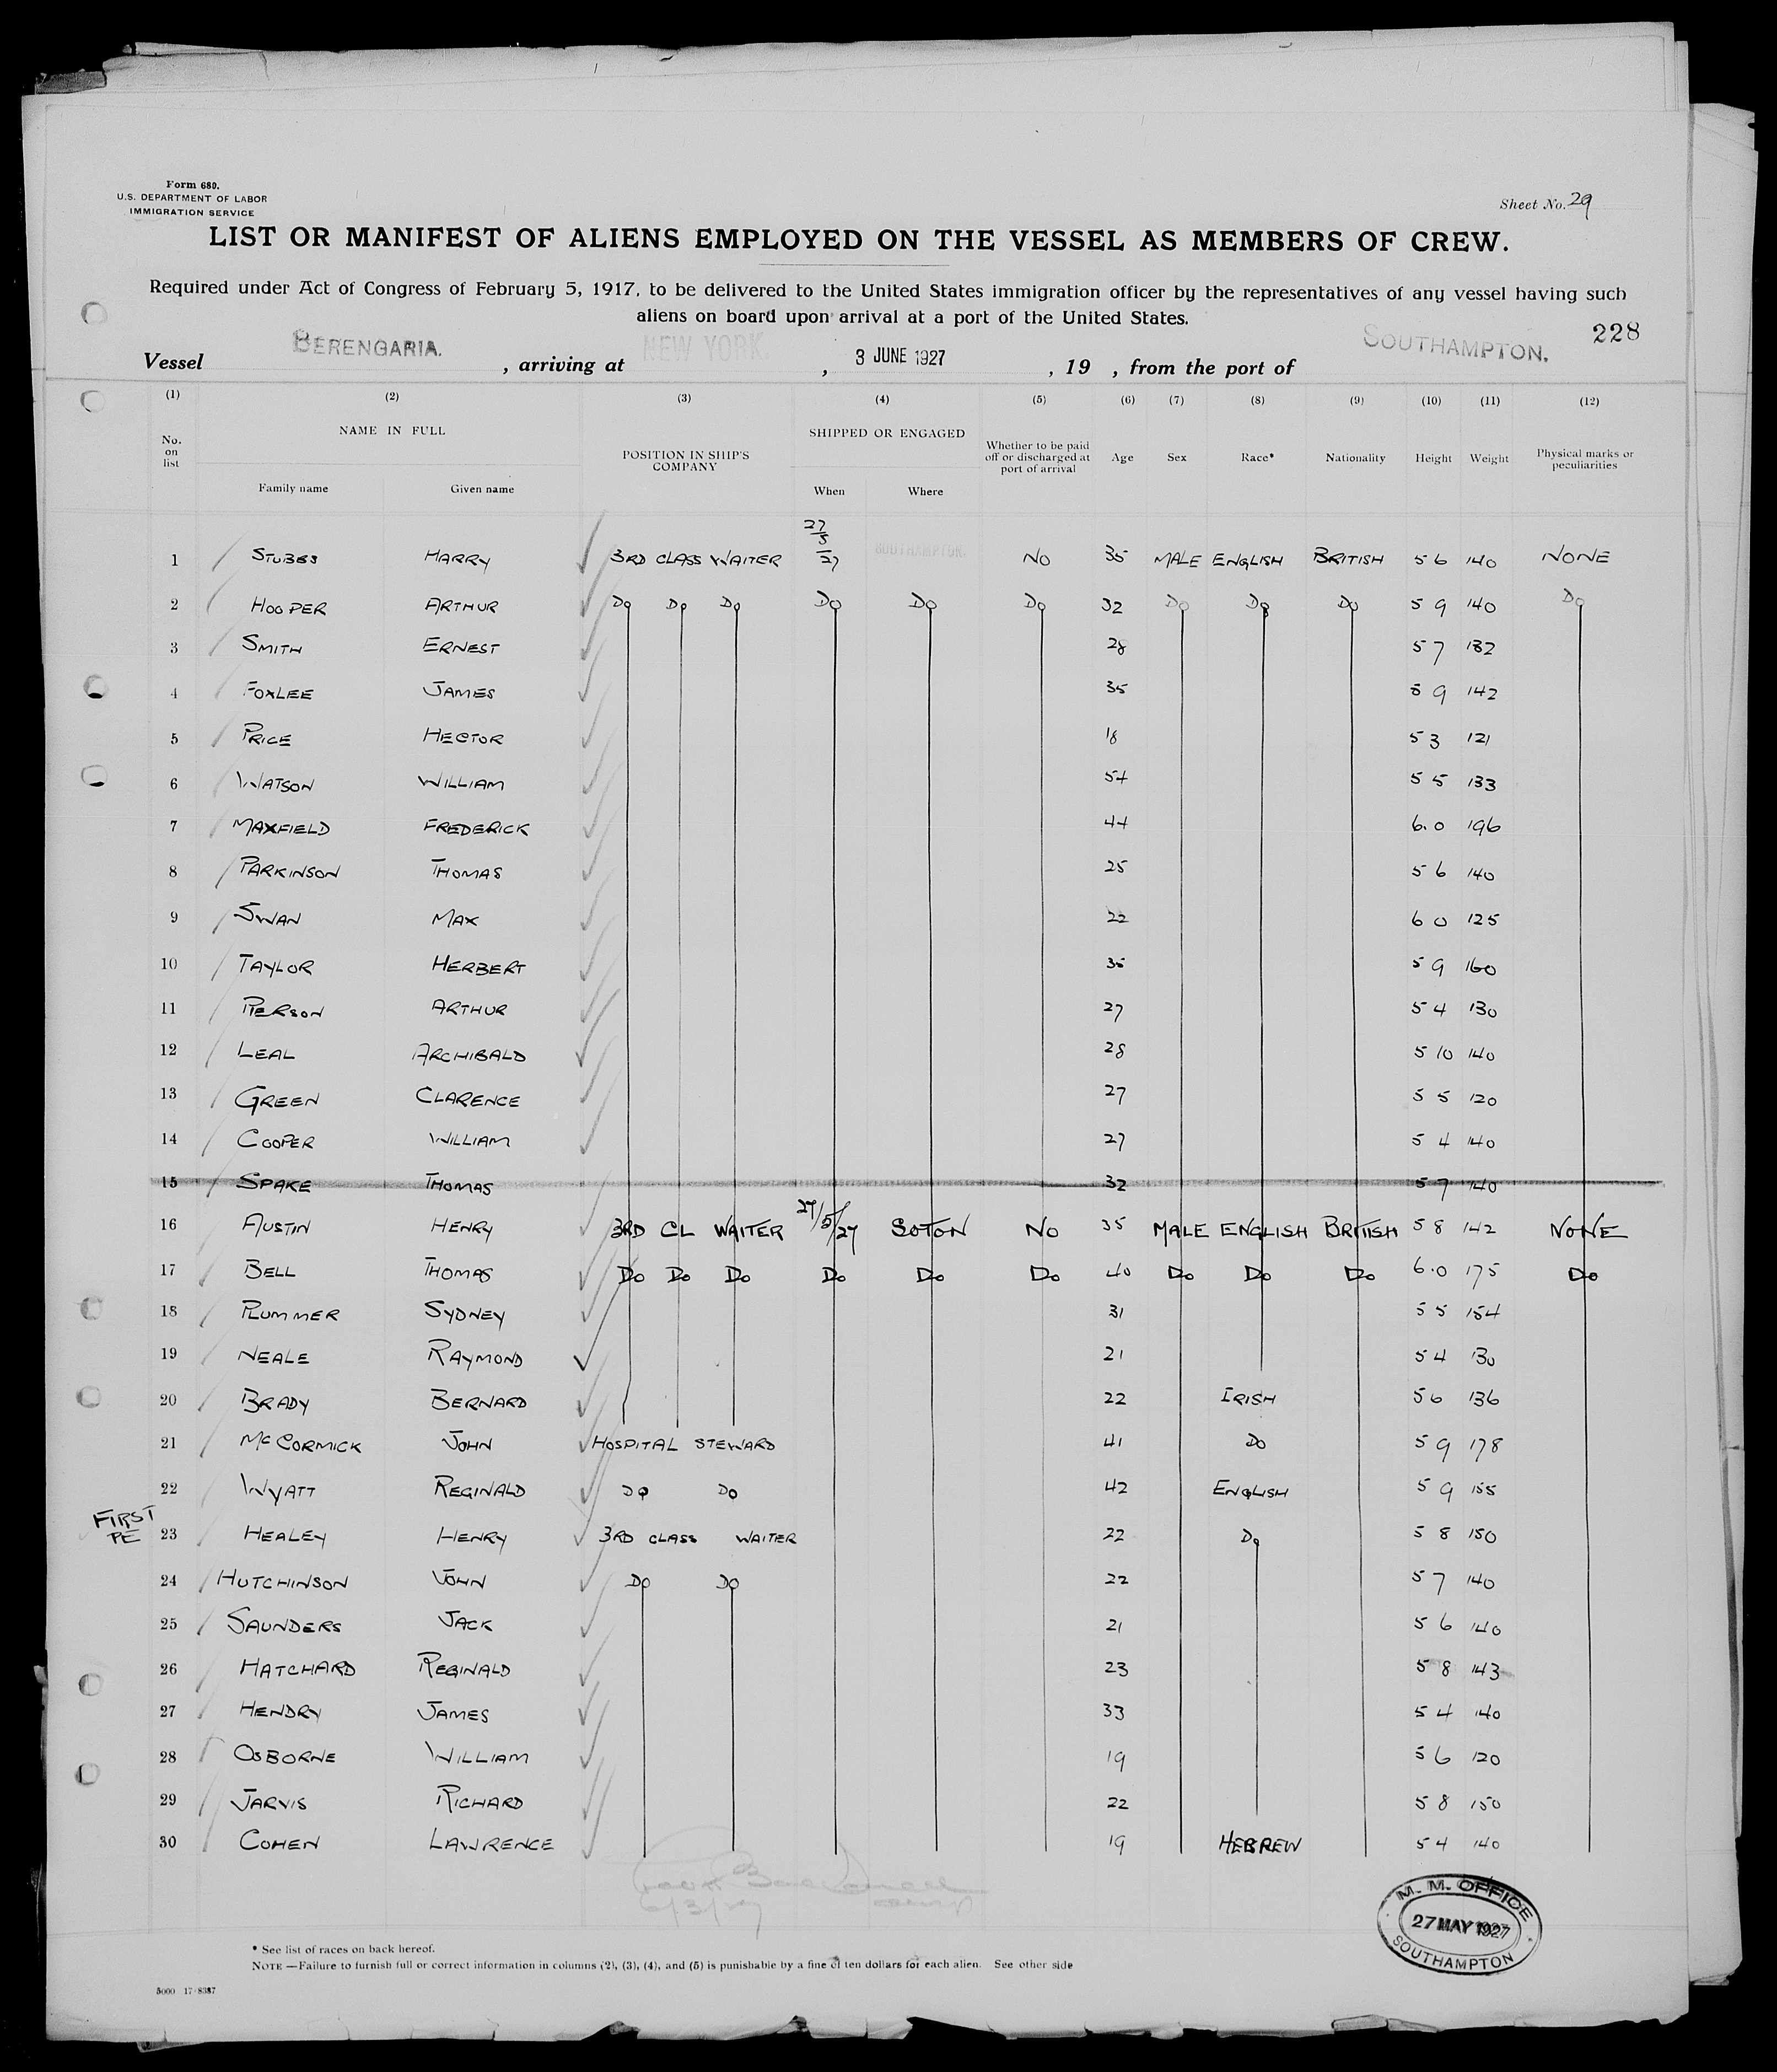 Form 680.
U.S. DEPARTMENT OF LABOR
IMMIGRATION SERVICE
Sheet No. 29
LIST OR MANIFEST OF ALIENS EMPLOYED ON THE VESSEL AS MEMBERS OF CREW.
Required under Act of Congress of February 5, 1917, to be delivered to the United States immigration officer by the representatives of any vessel having such
aliens on board upon arrival at a port of the United States.
228
Vessel BERENGARIA. , arriving at NEW YORK. , 3 JUNE 1927 , 19 , from the port of SOUTHAMPTON.
(1) (2) (3) (4) (5) (6) (7) (8) (9) (10) (11) (12)
No. on list NAME IN FULL POSITION IN SHIP'S COMPANY SHIPPED OR ENGAGED Whether to be paid off or discharged at port of arrival Age Sex Race* Nationality Height Weight Physical marks or peculiarities
Family name Given name When Where
1 STUBBS HARRY 3RD CLASS WAITER 27/5/27 SOUTHAMPTON. NO 35 MALE ENGLISH BRITISH 5 6 140 NONE
2 HOOPER ARTHUR DO DO DO DO DO DO 32 DO DO DO 5 9 140 DO
3 SMITH ERNEST 28 5 7 132
4 FOXLEE JAMES 35 5 9 142
5 PRICE HECTOR 18 5 3 121
6 WATSON WILLIAM 54 5 5 133
7 MAXFIELD FREDERICK 44 6.0 196
8 PARKINSON THOMAS 25 5 6 140
9 SWAN MAX 22 6 0 125
10 TAYLOR HERBERT 35 5 9 160
11 PIERSON ARTHUR 27 5 4 130
12 LEAL ARCHIBALD 28 5 10 140
13 GREEN CLARENCE 27 5 5 120
14 COOPER WILLIAM 27 5 4 140
15 SPAKE THOMAS 32 5 7 140
16 AUSTIN HENRY 3RD CL WAITER 27/5/27 SOTON NO 35 MALE ENGLISH BRITISH 5 8 142 NONE
17 BELL THOMAS DO DO DO DO DO DO 40 DO DO DO 6.0 175 DO
18 PLUMMER SYDNEY 31 5 5 154
19 NEALE RAYMOND 21 5 4 130
20 BRADY BERNARD 22 IRISH 5 6 136
21 McCORMICK JOHN HOSPITAL STEWARD 41 DO 5 9 178
22 WYATT REGINALD DO DO 42 ENGLISH 5 9 155
FIRST
PE 23 HEALEY HENRY 3RD CLASS WAITER 22 DO 5 8 150
24 HUTCHINSON JOHN DO DO 22 5 7 140
25 SAUNDERS JACK 21 5 6 140
26 HATCHARD REGINALD 23 5 8 143
27 HENDRY JAMES 33 5 4 140
28 OSBORNE WILLIAM 19 5 6 120
29 JARVIS RICHARD 22 5 8 150
30 COHEN LAWRENCE 19 HEBREW 5 4 140
M. M. OFFICE
27 MAY 1927
SOUTHAMPTON
* See list of races on back hereof.
NOTE —Failure to furnish full or correct information in columns (2), (3), (4), and (5) is punishable by a fine of ten dollars for each alien. See other side
5000 17-8387